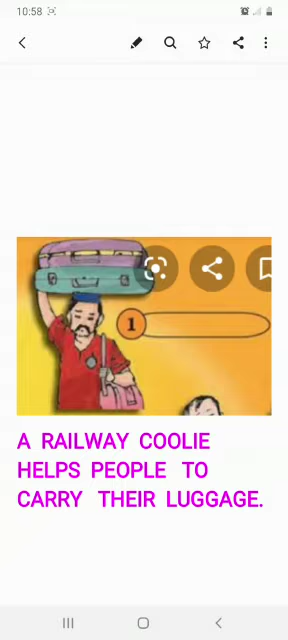 10:58
1
A RAILWAY COOLIE
HELPS PEOPLE TO
CARRY THEIR LUGGAGE.